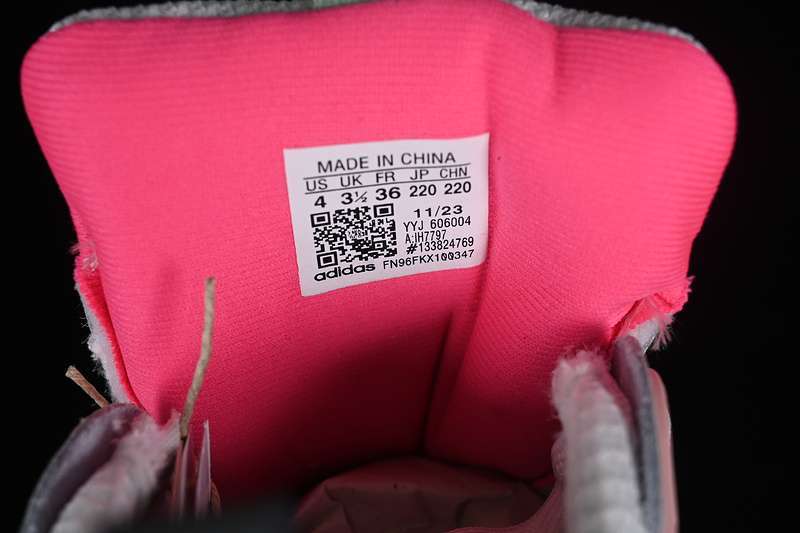 MADE IN CHINA
US UK FR JP CHN
4 3½ 36 220 220
11/23
YYJ 606004
A:IH7797
#133824769
adidas FN96FKX100347